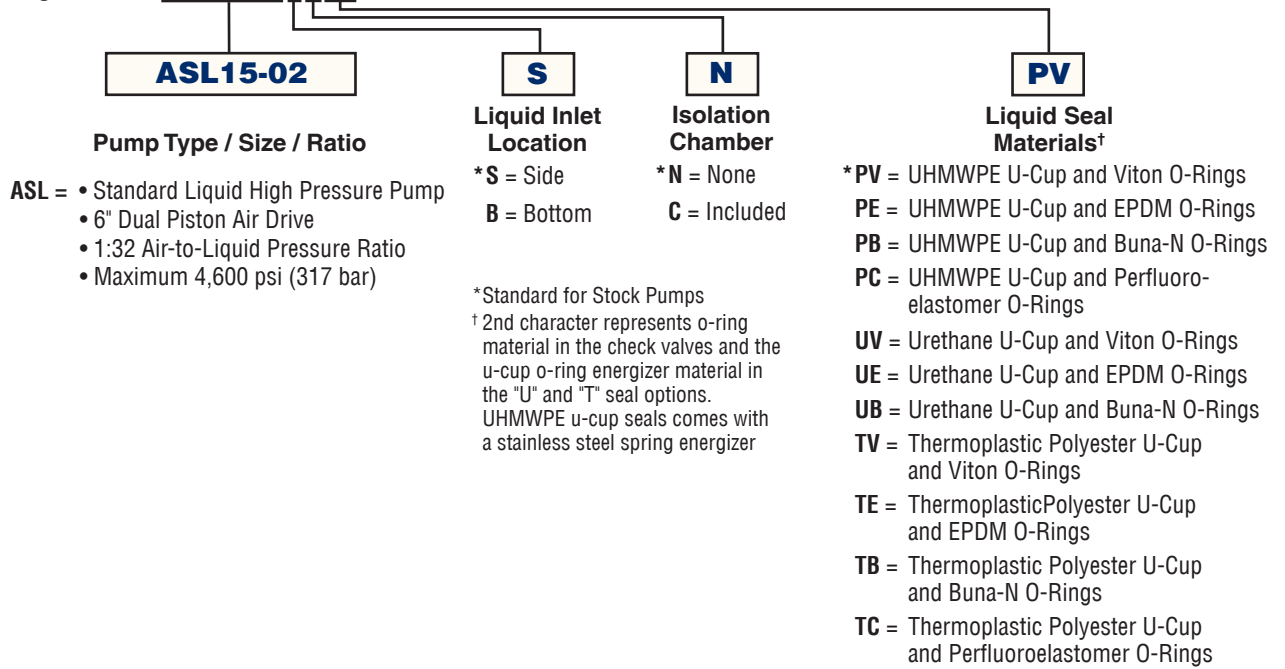 ASL15-02
S
N
PV
Pump Type / Size / Ratio
ASL = • Standard Liquid High Pressure Pump
• 6" Dual Piston Air Drive
• 1:32 Air-to-Liquid Pressure Ratio
• Maximum 4,600 psi (317 bar)
Liquid Inlet
Location
*S = Side
B = Bottom
Isolation
Chamber
*N = None
C = Included
*Standard for Stock Pumps
† 2nd character represents o-ring
material in the check valves and the
u-cup o-ring energizer material in
the "U" and "T" seal options.
UHMWPE u-cup seals comes with
a stainless steel spring energizer
Liquid Seal
Materials†
*PV = UHMWPE U-Cup and Viton O-Rings
PE = UHMWPE U-Cup and EPDM O-Rings
PB = UHMWPE U-Cup and Buna-N O-Rings
PC = UHMWPE U-Cup and Perfluoro-
elastomer O-Rings
UV = Urethane U-Cup and Viton O-Rings
UE = Urethane U-Cup and EPDM O-Rings
UB = Urethane U-Cup and Buna-N O-Rings
TV = Thermoplastic Polyester U-Cup
and Viton O-Rings
TE = ThermoplasticPolyester U-Cup
and EPDM O-Rings
TB = Thermoplastic Polyester U-Cup
and Buna-N O-Rings
TC = Thermoplastic Polyester U-Cup
and Perfluoroelastomer O-Rings